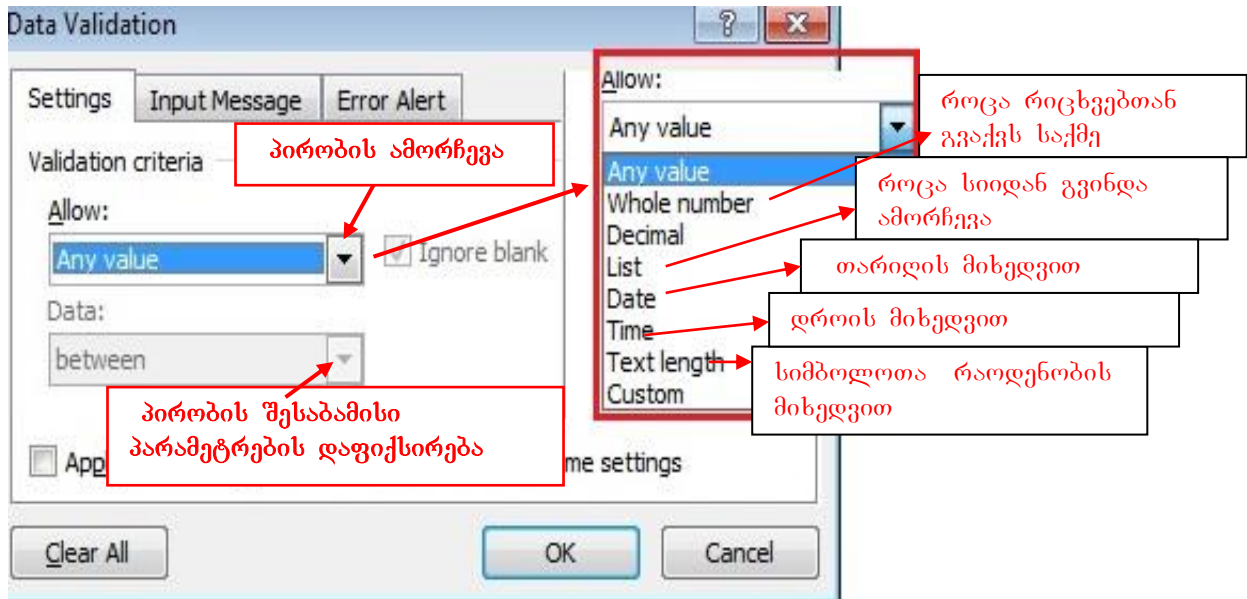 Data Validation
Settings
Input Message
Error Alert
Validation criteria
პირობის ამორჩევა
Allow:
Any value
Ignore blank
Data:
between
პირობის შესაბამისი
პარამეტრების დაფიქსირება
me settings
Clear All
OK
Cancel
Allow:
Any value
Any value
Whole number
Decimal
List
Date
Time
Text length
Custom
როცა რიცხვებთან
გვაქვს საქმე
როცა სიიდან გვინდა
ამორჩევა
თარიღის მიხედვით
დროის მიხედვით
სიმბოლოთა რაოდენობის
მიხედვით